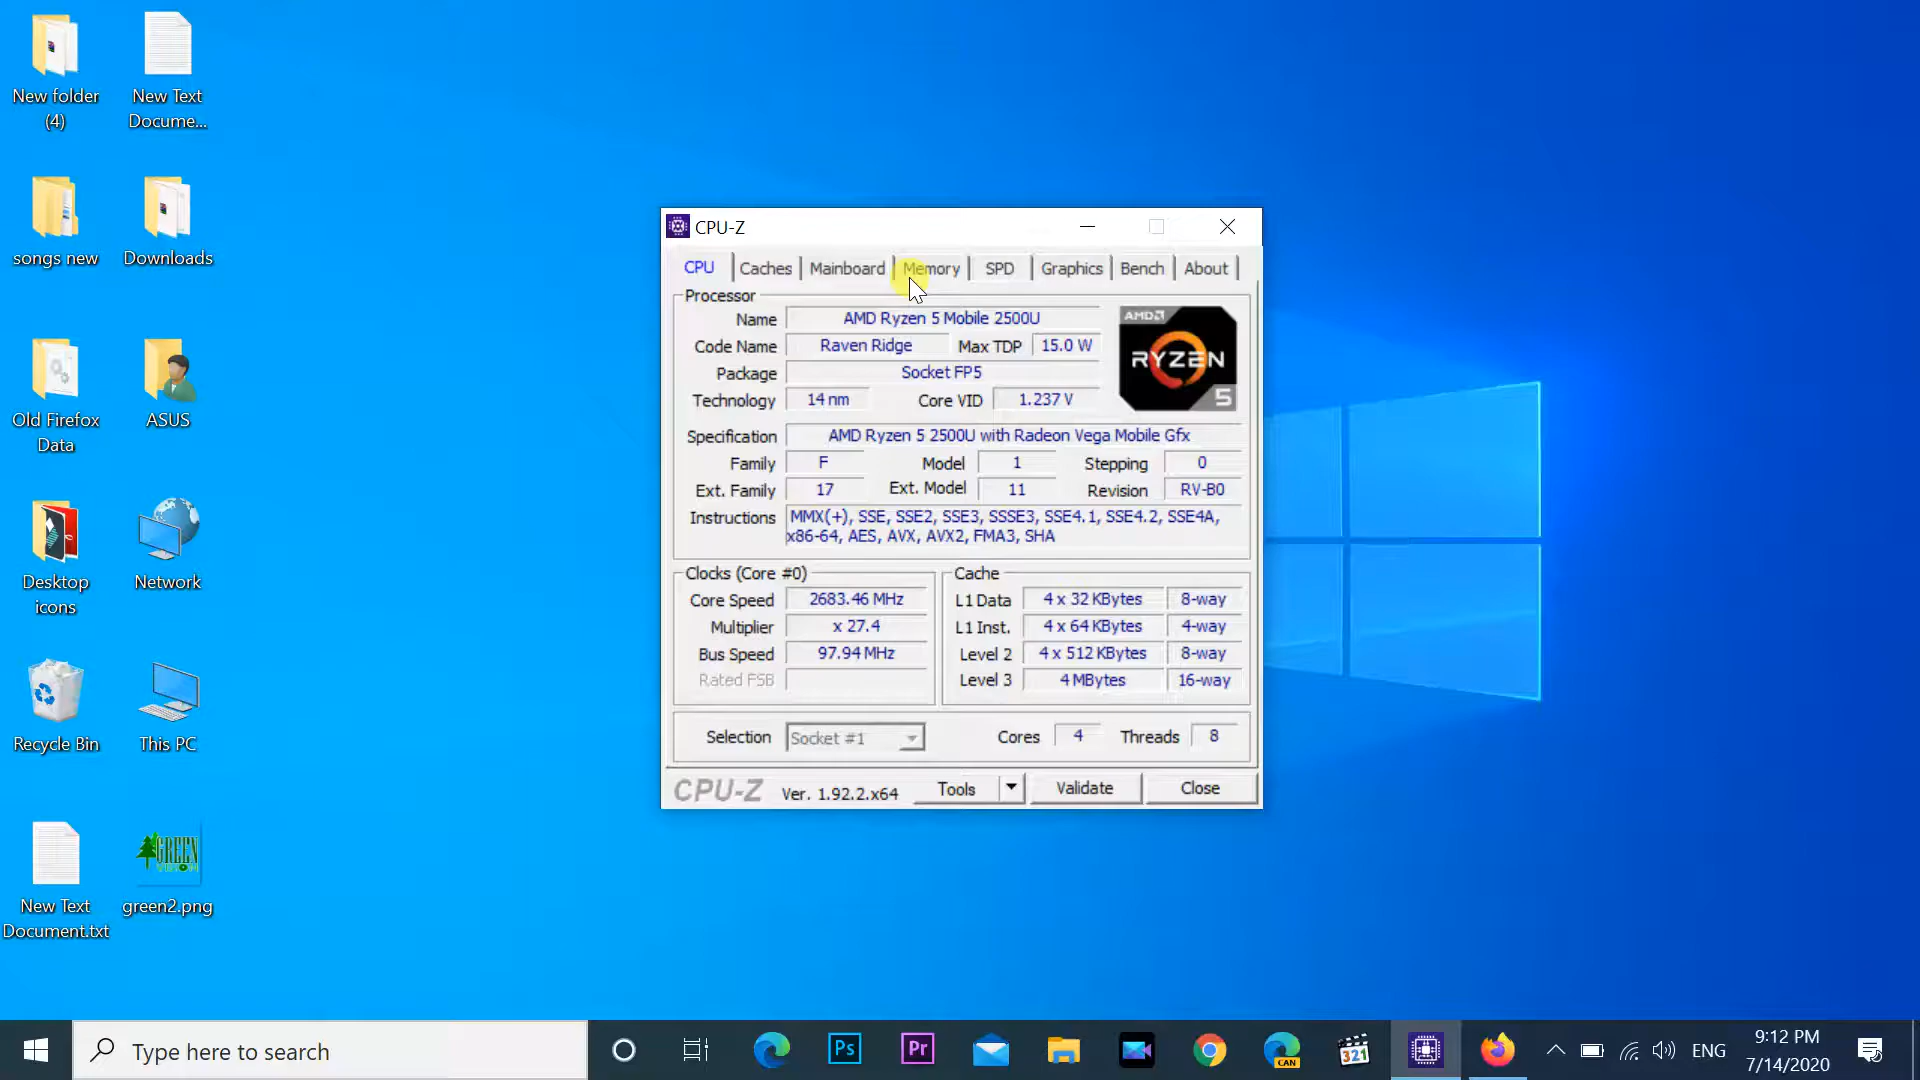 New folder
(4)
New Text
Docume...
songs new
Downloads
Old Firefox
Data
ASUS
Desktop
icons
Network
Recycle Bin
This PC
New Text
Document.txt
GREEN
green2.png
CPU-Z
CPU Caches Mainboard Memory SPD Graphics Bench About
Processor
Name AMD Ryzen 5 Mobile 2500U
Code Name Raven Ridge Max TDP 15.0 W
Package Socket FP5
Technology 14 nm Core VID 1.237 V
AMD
RYZEN
5
Specification AMD Ryzen 5 2500U with Radeon Vega Mobile Gfx
Family F Model 1 Stepping 0
Ext. Family 17 Ext. Model 11 Revision RV-B0
Instructions MMX(+), SSE, SSE2, SSE3, SSSE3, SSE4.1, SSE4.2, SSE4A,
x86-64, AES, AVX, AVX2, FMA3, SHA
Clocks (Core #0)
Core Speed 2683.46 MHz
Multiplier x 27.4
Bus Speed 97.94 MHz
Rated FSB
Cache
L1 Data 4 x 32 KBytes 8-way
L1 Inst. 4 x 64 KBytes 4-way
Level 2 4 x 512 KBytes 8-way
Level 3 4 MBytes 16-way
Selection Socket #1 Cores 4 Threads 8
CPU-Z Ver. 1.92.2.x64 Tools Validate Close
Type here to search
Ps
Pr
CAN
321
ENG
9:12 PM
7/14/2020